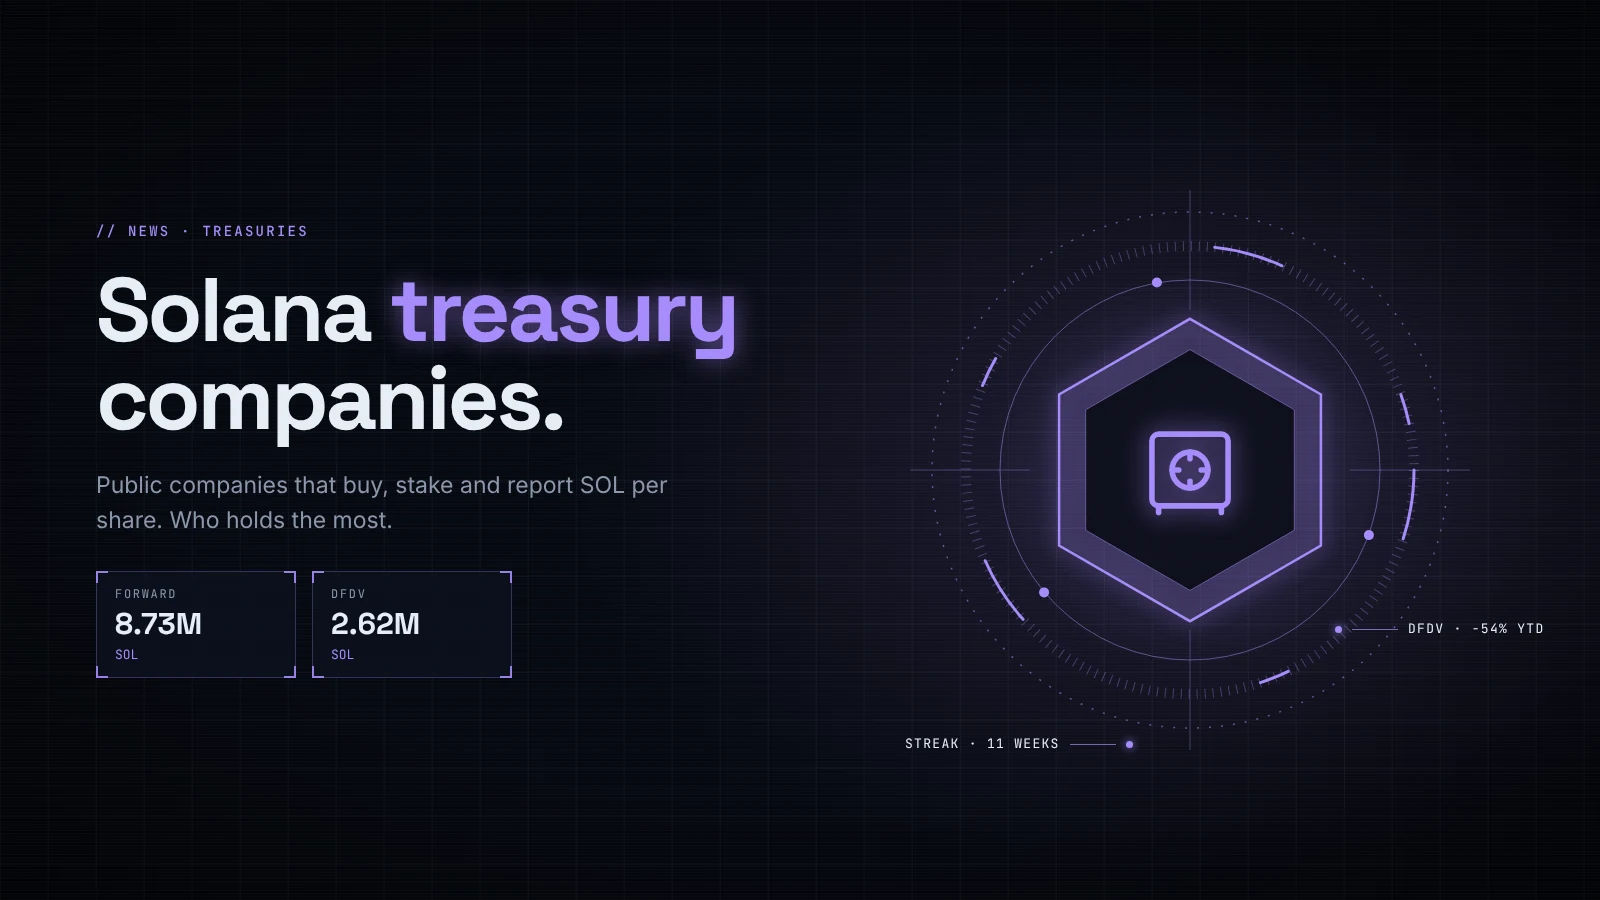 // NEWS · TREASURIES
Solana treasury
companies.
Public companies that buy, stake and report SOL per
share. Who holds the most.
FORWARD
8.73M
SOL
DFDV
2.62M
SOL
DFDV · -54% YTD
STREAK · 11 WEEKS